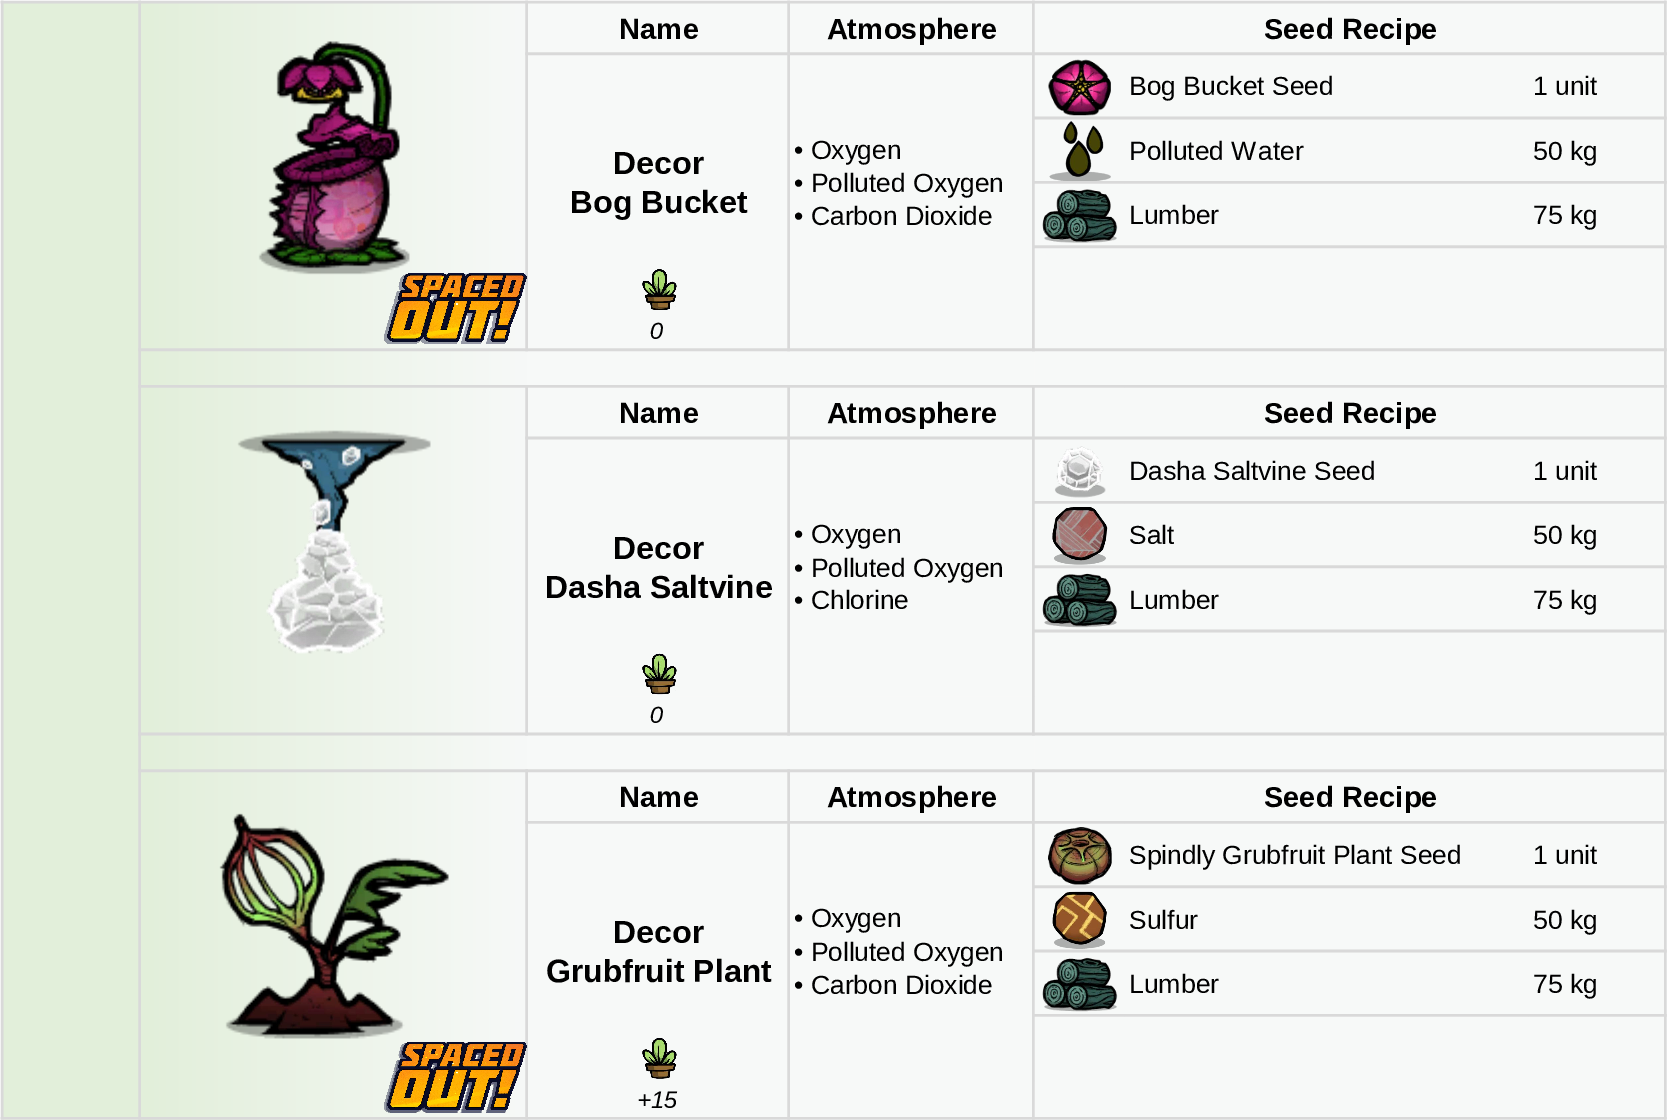 Name Atmosphere Seed Recipe
Bog Bucket Seed 1 unit
Polluted Water 50 kg
Lumber 75 kg
Decor
Bog Bucket
• Oxygen
• Polluted Oxygen
• Carbon Dioxide
SPACED
OUT!
0
Name Atmosphere Seed Recipe
Dasha Saltvine Seed 1 unit
Salt 50 kg
Lumber 75 kg
Decor
Dasha Saltvine
• Oxygen
• Polluted Oxygen
• Chlorine
0
Name Atmosphere Seed Recipe
Spindly Grubfruit Plant Seed 1 unit
Sulfur 50 kg
Lumber 75 kg
Decor
Grubfruit Plant
• Oxygen
• Polluted Oxygen
• Carbon Dioxide
SPACED
OUT!
+15